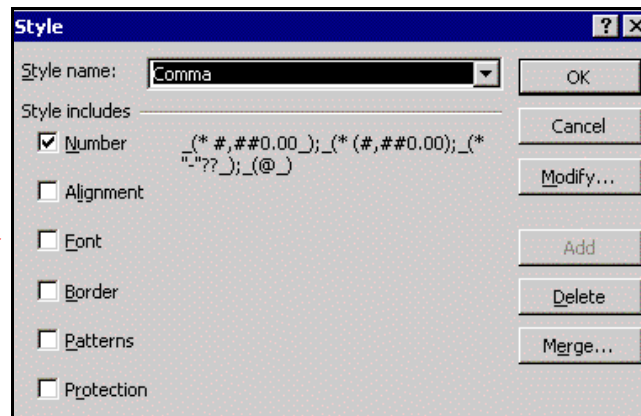 Style
Style name: Comma
OK
Style includes
Cancel
Number _(* #,##0.00_);_(* (#,##0.00);_(*
"-"??_);_(@_)
Modify...
Alignment
Font
Add
Border
Delete
Patterns
Merge...
Protection